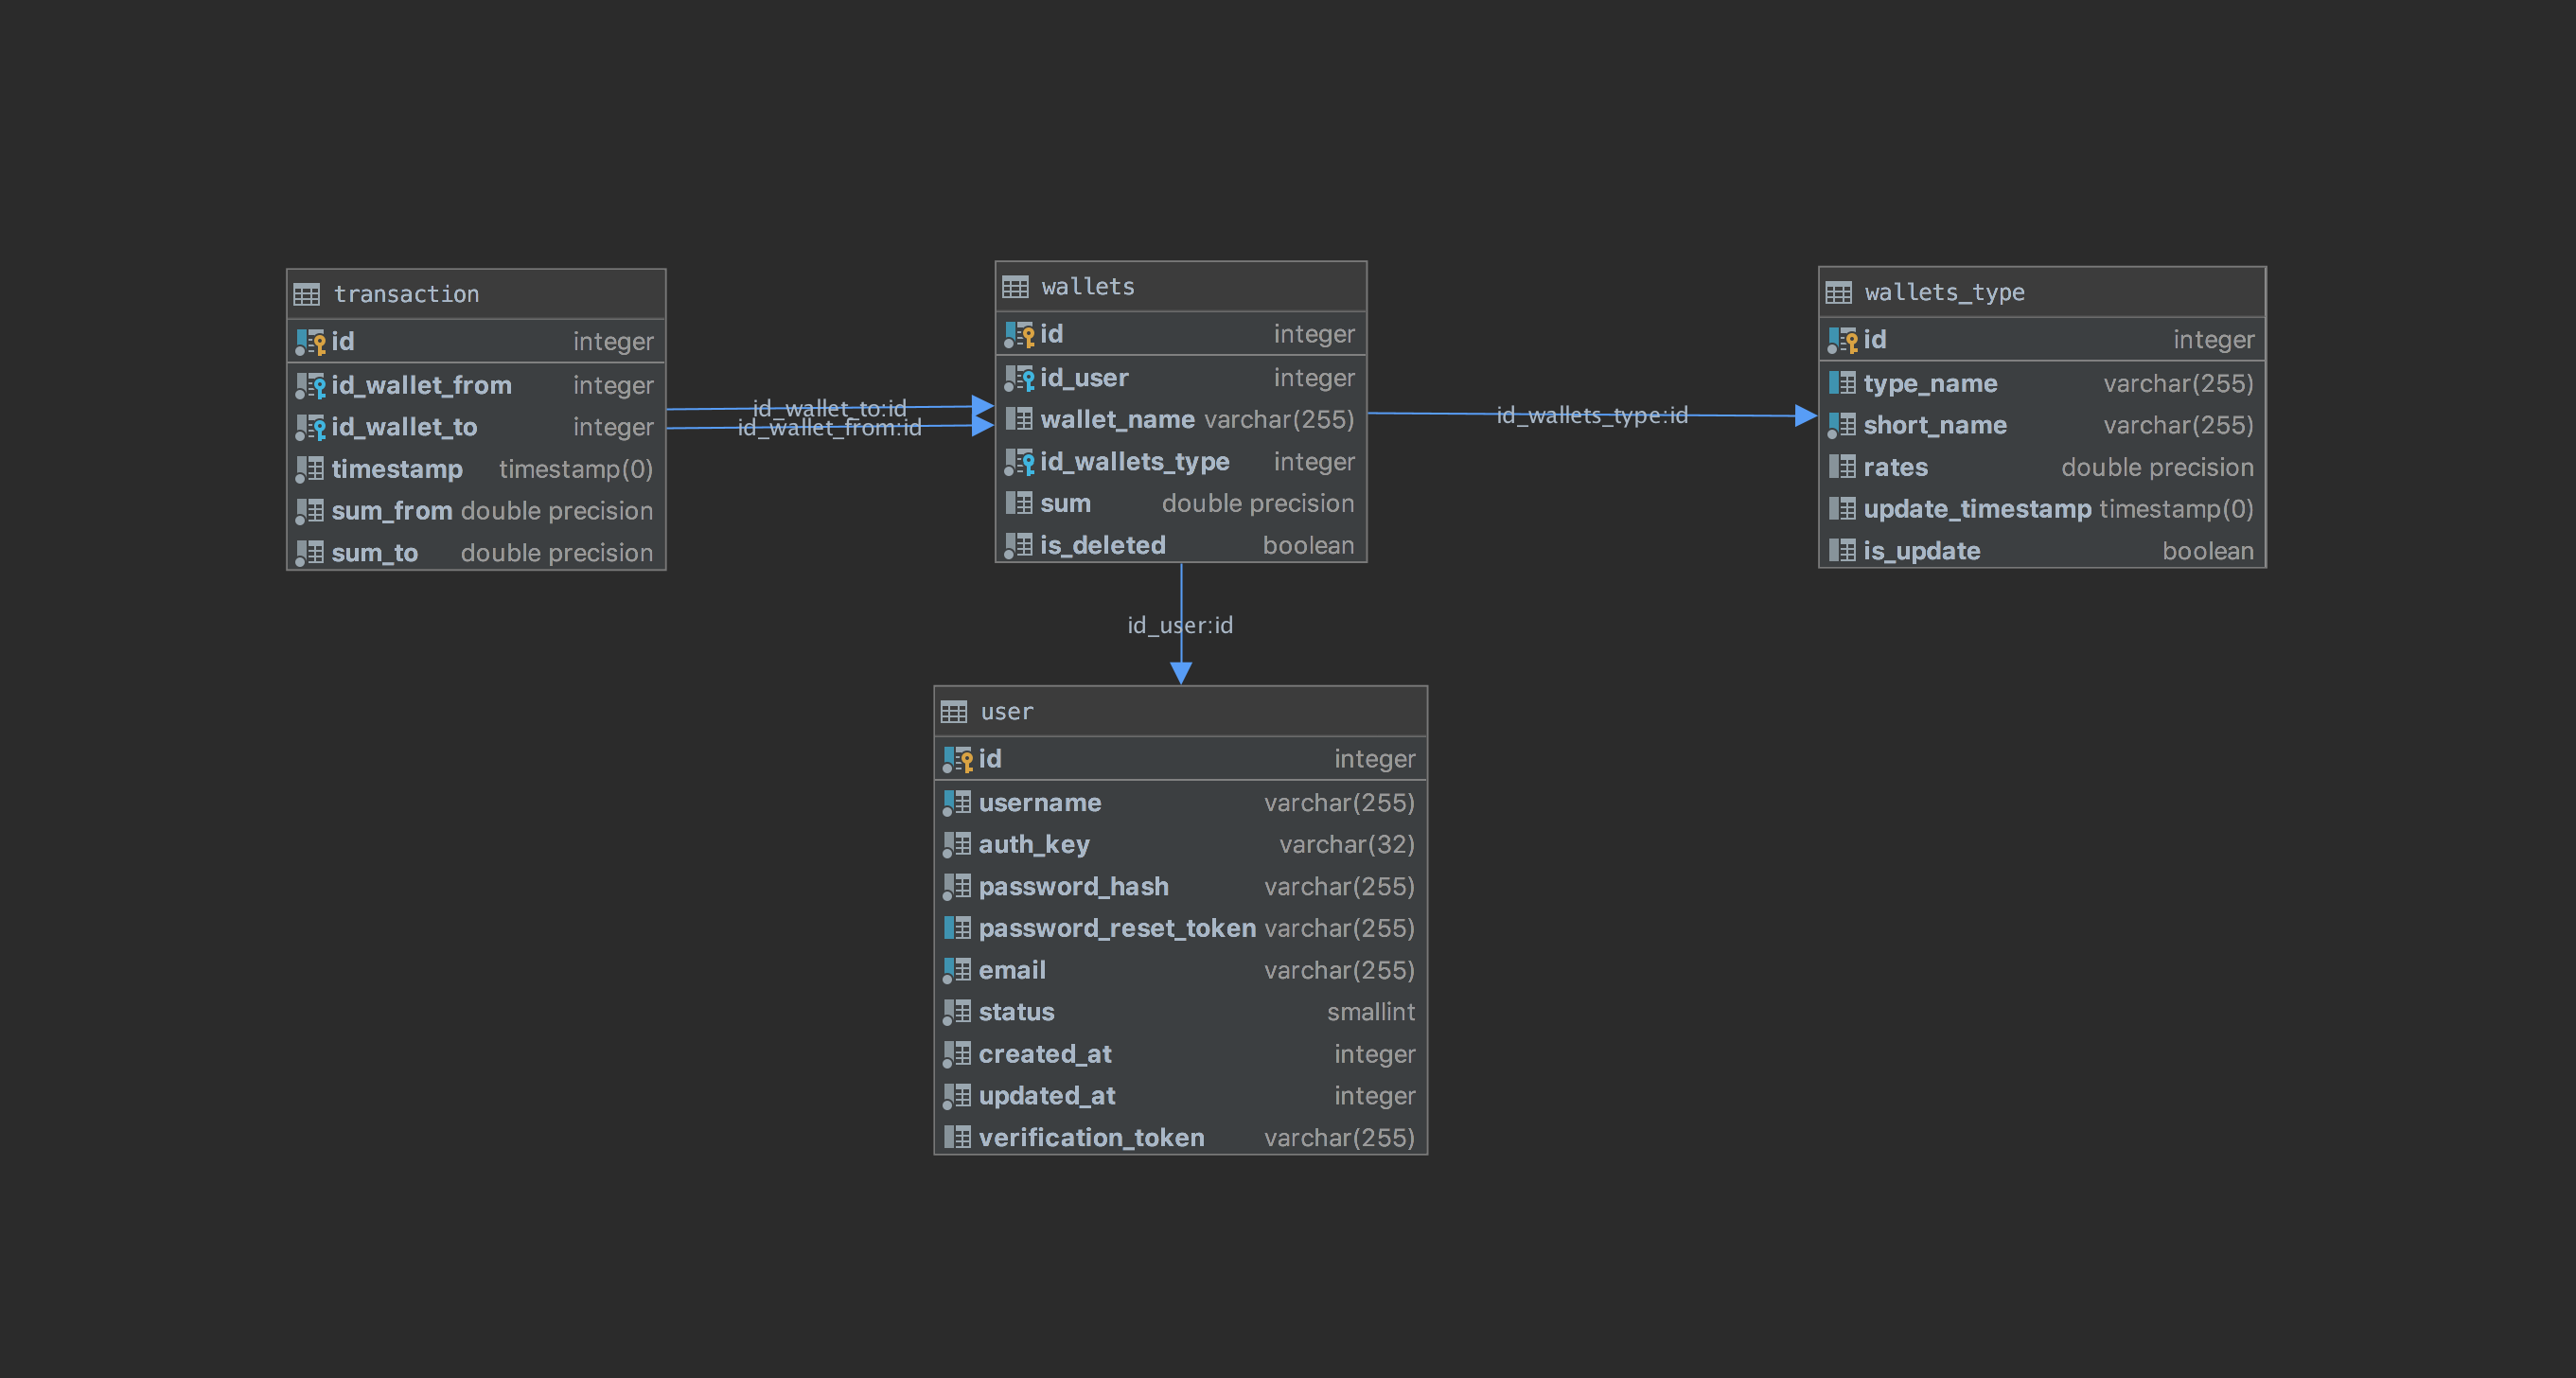 transaction
id integer
id_wallet_from integer
id_wallet_to integer
timestamp timestamp(0)
sum_from double precision
sum_to double precision
id_wallet_to:id
id_wallet_from:id
wallets
id integer
id_user integer
wallet_name varchar(255)
id_wallets_type integer
sum double precision
is_deleted boolean
id_wallets_type:id
wallets_type
id integer
type_name varchar(255)
short_name varchar(255)
rates double precision
update_timestamp timestamp(0)
is_update boolean
id_user:id
user
id integer
username varchar(255)
auth_key varchar(32)
password_hash varchar(255)
password_reset_token varchar(255)
email varchar(255)
status smallint
created_at integer
updated_at integer
verification_token varchar(255)